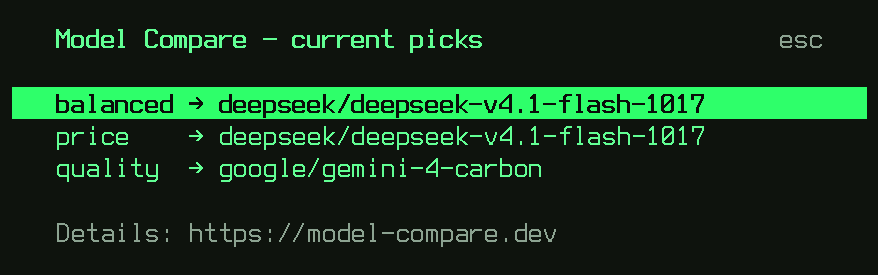 Model Compare – current picks esc
balanced → deepseek/deepseek-v4.1-flash-1017
price → deepseek/deepseek-v4.1-flash-1017
quality → google/gemini-4-carbon
Details: https://model-compare.dev